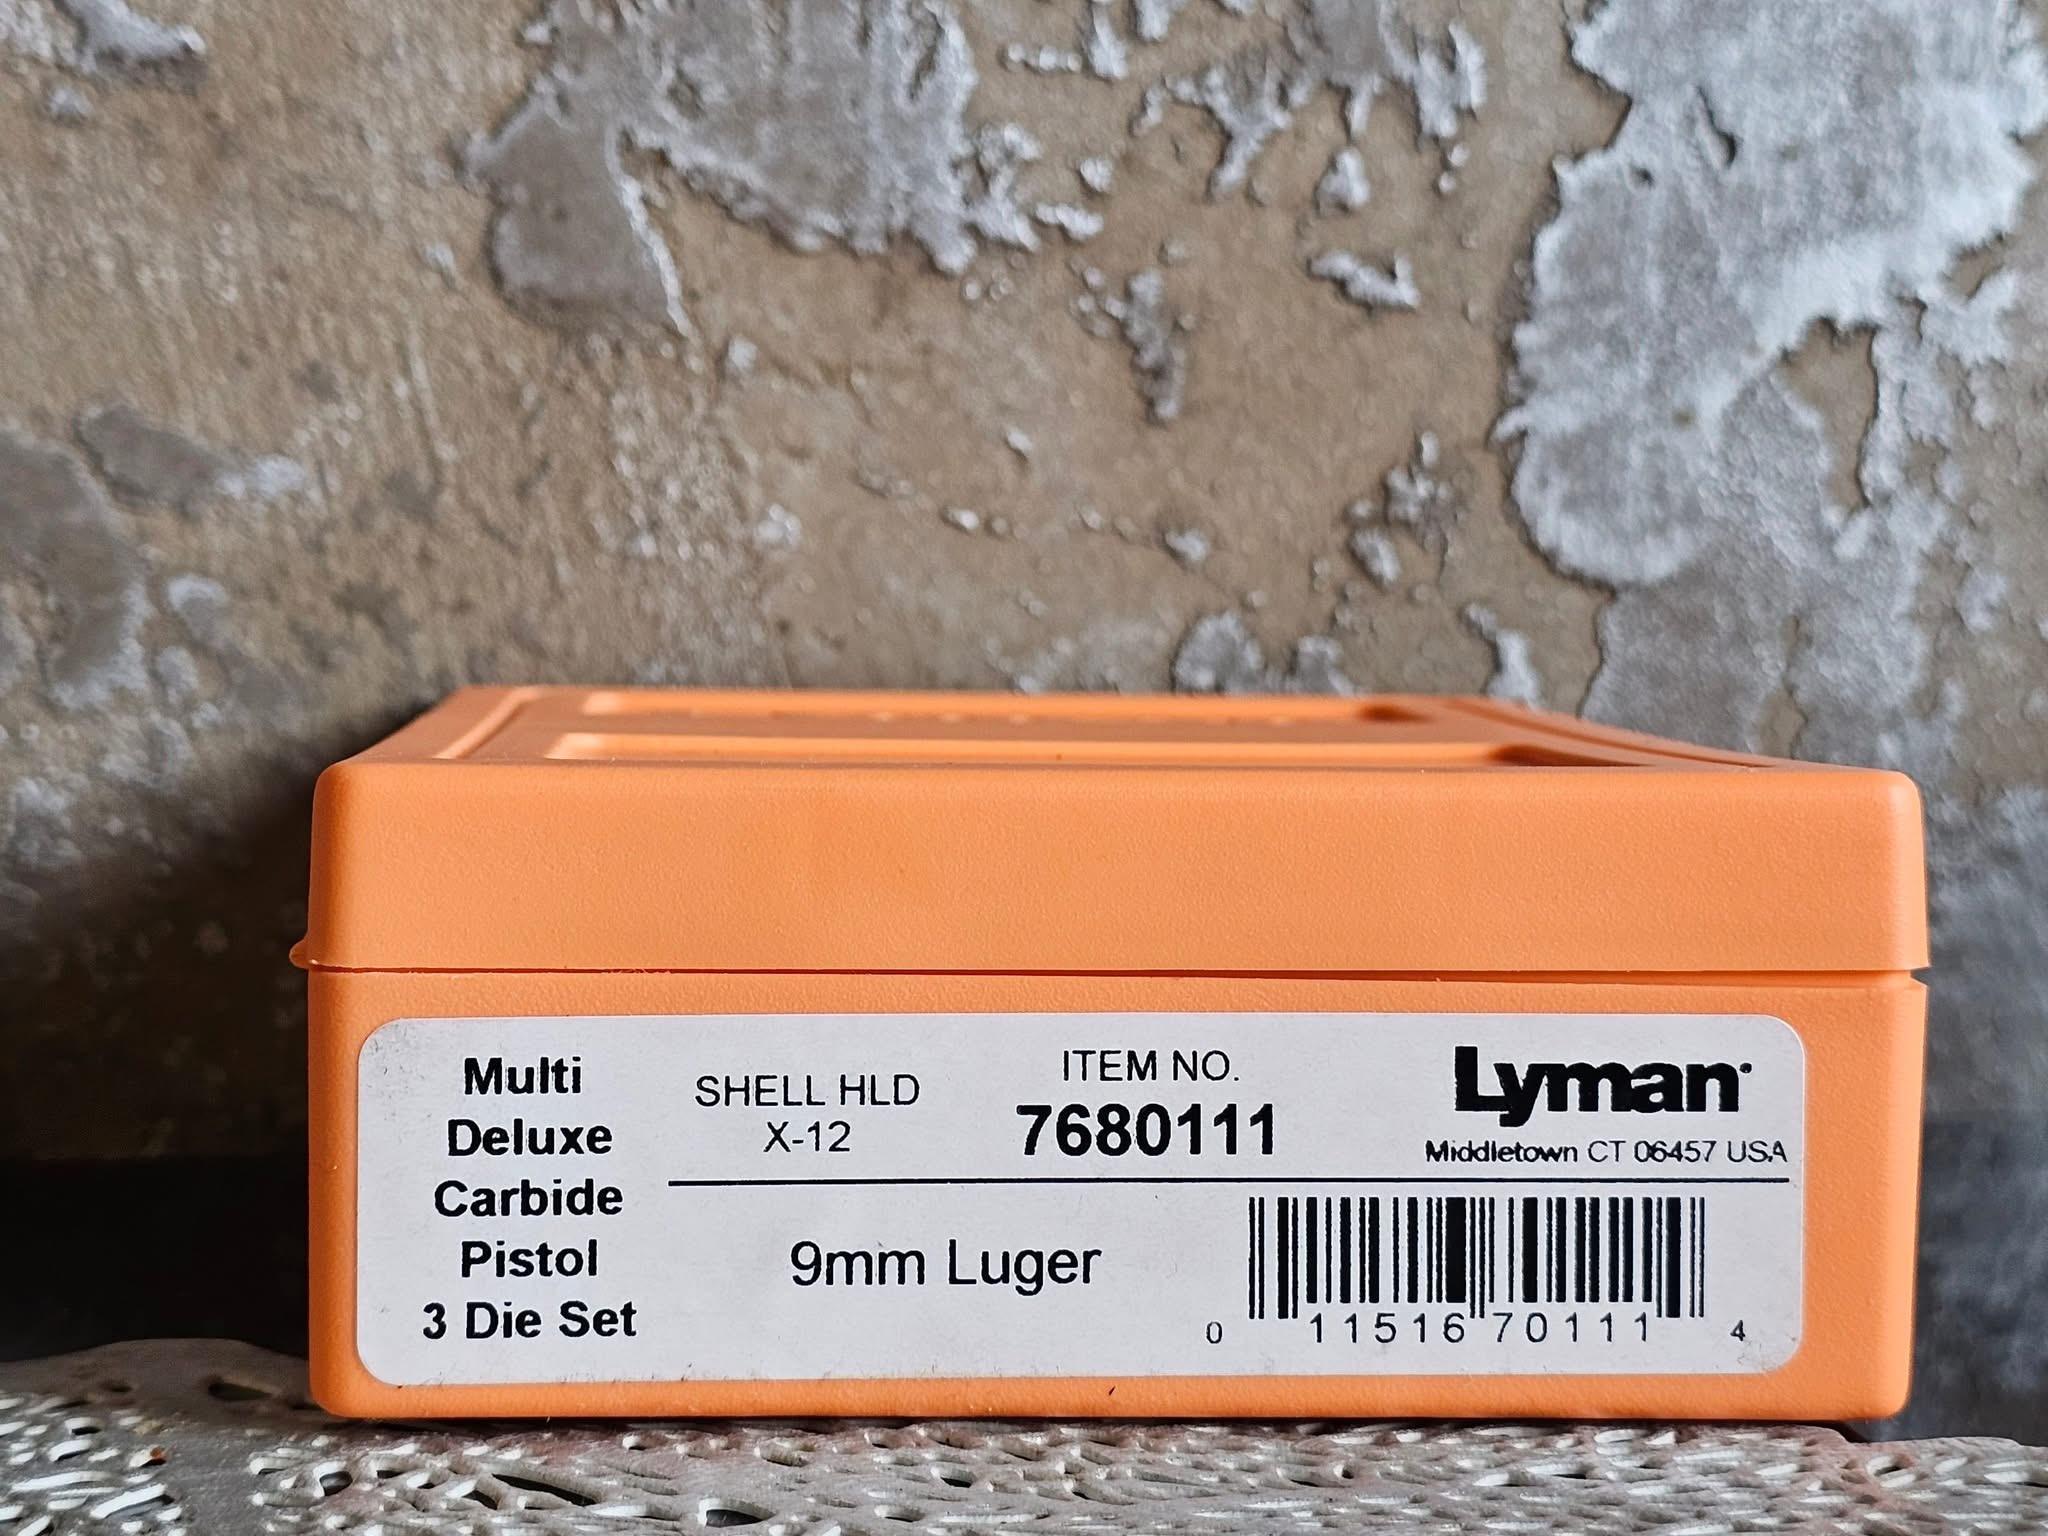 Multi
Deluxe
Carbide
Pistol
3 Die Set
SHELL HLD
X-12
ITEM NO.
7680111
Lyman
Middletown CT 06457 USA
9mm Luger
0 11516 70111 4